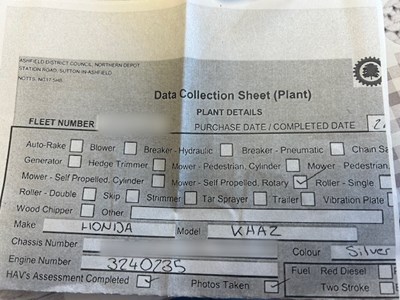 ASHFIELD DISTRICT COUNCIL, NORTHERN DEPOT
STATION ROAD, SUTTON-IN-ASHFIELD,
NOTTS. NG17 5HB
Data Collection Sheet (Plant)
PLANT DETAILS
FLEET NUMBER PURCHASE DATE / COMPLETED DATE
Auto-Rake Blower Breaker - Hydraulic Breaker - Pneumatic Chain Sa
Generator Hedge Trimmer Mower - Pedestrian, Cylinder Mower - Pedestrian
Mower - Self Propelled, Cylinder Mower - Self Propelled, Rotary Roller - Single
Roller - Double Skip Strimmer Tar Sprayer Trailer Vibration Plate
Wood Chipper Other
Make HONDA Model KHAZ
Chassis Number Colour Silver
Engine Number 3240235
HAV's Assessment Completed Photos Taken Fuel Red Diesel
Two Stroke